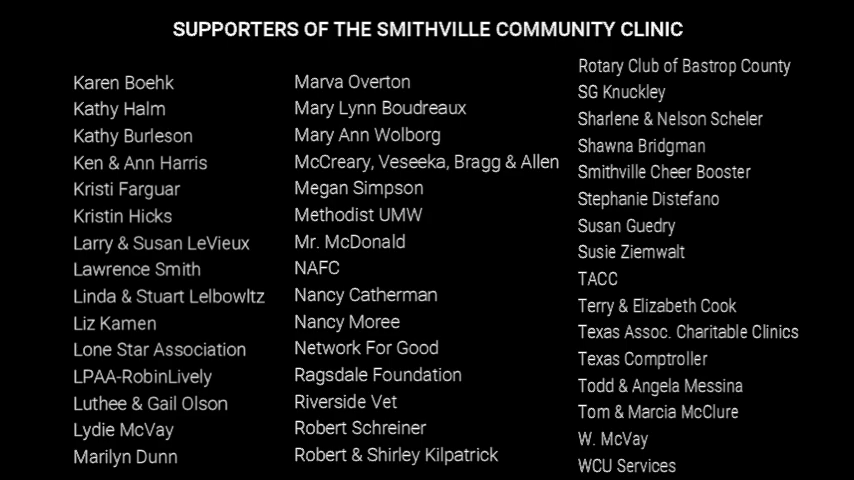 SUPPORTERS OF THE SMITHVILLE COMMUNITY CLINIC
Karen Boehk
Kathy Halm
Kathy Burleson
Ken & Ann Harris
Kristi Farguar
Kristin Hicks
Larry & Susan LeVieux
Lawrence Smith
Linda & Stuart Lelbowltz
Liz Kamen
Lone Star Association
LPAA-RobinLively
Luthee & Gail Olson
Lydie McVay
Marilyn Dunn
Marva Overton
Mary Lynn Boudreaux
Mary Ann Wolborg
McCreary, Veseeka, Bragg & Allen
Megan Simpson
Methodist UMW
Mr. McDonald
NAFC
Nancy Catherman
Nancy Moree
Network For Good
Ragsdale Foundation
Riverside Vet
Robert Schreiner
Robert & Shirley Kilpatrick
Rotary Club of Bastrop County
SG Knuckley
Sharlene & Nelson Scheler
Shawna Bridgman
Smithville Cheer Booster
Stephanie Distefano
Susan Guedry
Susie Ziemwalt
TACC
Terry & Elizabeth Cook
Texas Assoc. Charitable Clinics
Texas Comptroller
Todd & Angela Messina
Tom & Marcia McClure
W. McVay
WCU Services